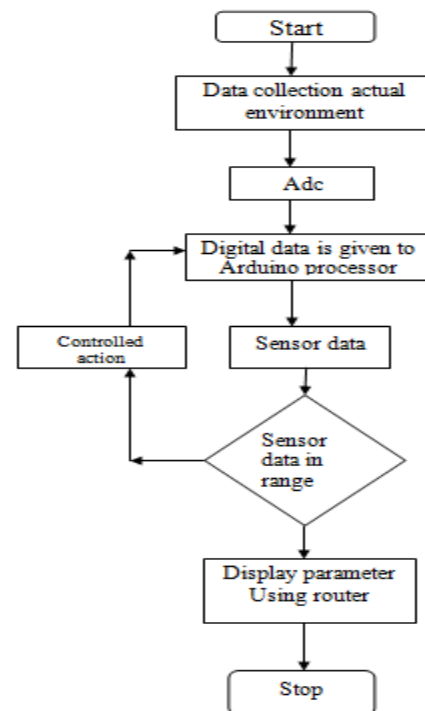 Start
Data collection actual
environment
Adc
Digital data is given to
Arduino processor
Controlled
action
Sensor data
Sensor
data in
range
Display parameter
Using router
Stop